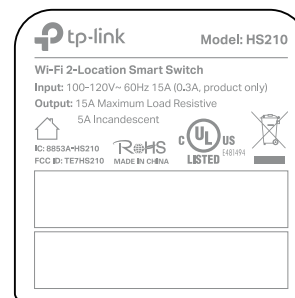 tp-link
Model: HS210
Wi-Fi 2-Location Smart Switch
Input: 100-120V~ 60Hz 15A (0.3A, product only)
Output: 15A Maximum Load Resistive
5A Incandescent
IC: 8853A-HS210
FCC ID: TE7HS210
RoHS
MADE IN CHINA
C UL US
LISTED
E481494